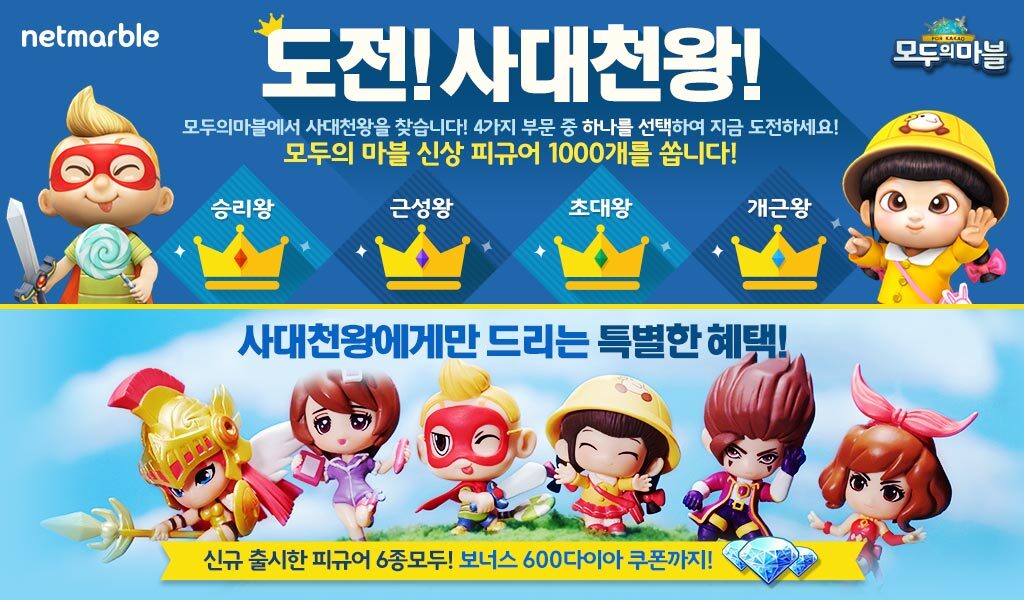 netmarble
도전! 사대천왕!
FOR KAKAO
모두의마블
모두의마블에서 사대천왕을 찾습니다! 4가지 부문 중 하나를 선택하여 지금 도전하세요!
모두의 마블 신상 피규어 1000개를 쏩니다!
승리왕
근성왕
초대왕
개근왕
사대천왕에게만 드리는 특별한 혜택!
신규 출시한 피규어 6종모두! 보너스 600다이아 쿠폰까지!